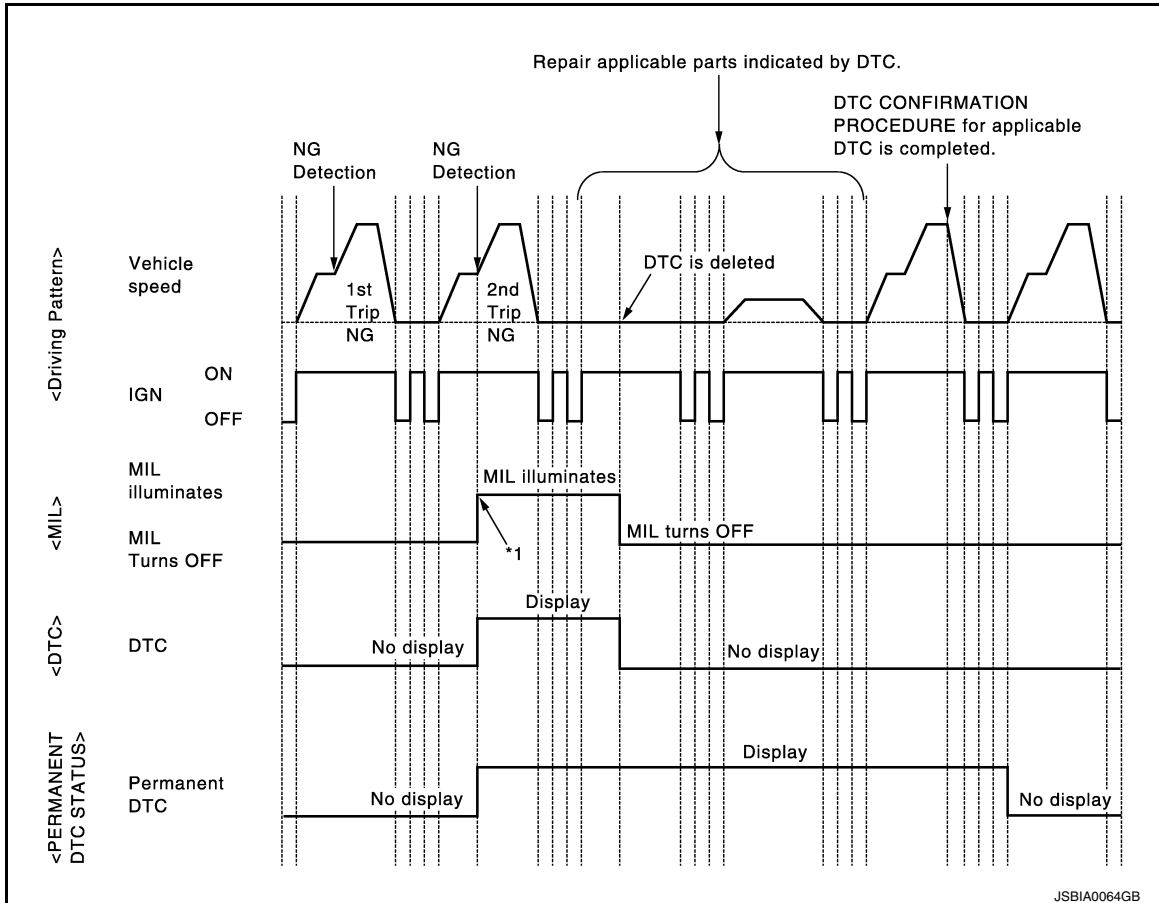 Repair applicable parts indicated by DTC.
DTC CONFIRMATION
PROCEDURE for applicable
DTC is completed.
NG
Detection
NG
Detection
<Driving Pattern>
Vehicle
speed
1st
Trip
NG
2nd
Trip
NG
DTC is deleted
IGN
ON
OFF
<MIL>
MIL
illuminates
MIL illuminates
MIL
Turns OFF
*1
MIL turns OFF
<DTC>
DTC
No display
Display
No display
<PERMANENT
DTC STATUS>
Permanent
DTC
No display
Display
No display
JSBIA0064GB